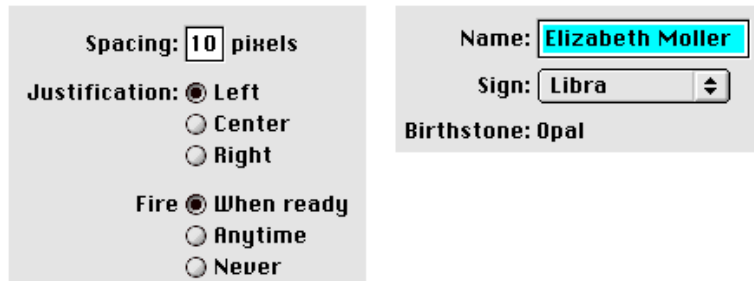 Spacing: 10 pixels
Justification: Left
Center
Right
Fire When ready
Anytime
Never
Name: Elizabeth Moller
Sign: Libra
Birthstone: Opal